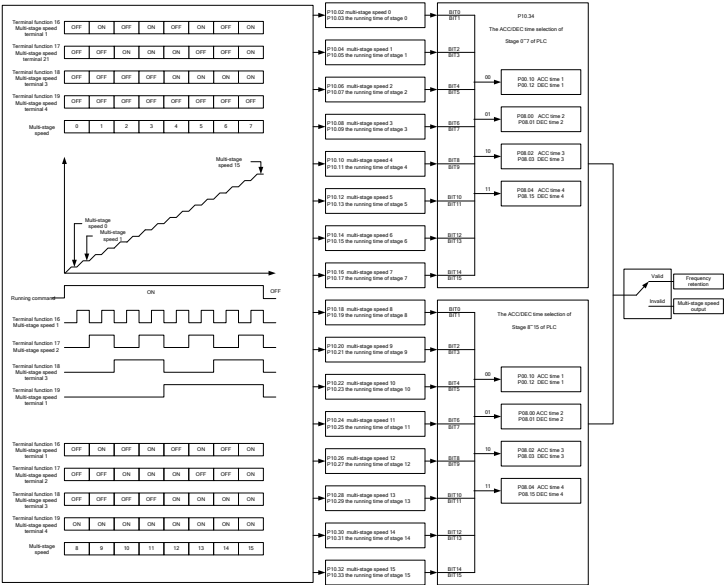 Terminal function 16
Multi-stage speed
terminal 1
OFF ON OFF ON OFF ON OFF ON
Terminal function 17
Multi-stage speed
terminal 21
OFF OFF ON ON OFF OFF ON ON
Terminal function 18
Multi-stage speed
terminal 3
OFF OFF OFF OFF ON ON ON ON
Terminal function 19
Multi-stage speed
terminal 4
OFF OFF OFF OFF OFF OFF OFF OFF
Multi-stage
speed
0 1 2 3 4 5 6 7
Multi-stage
speed 15
Multi-stage
speed 0
Multi-stage
speed 1
Running command
ON
OFF
Terminal function 16
Multi-stage speed 1
Terminal function 17
Multi-stage speed 2
Terminal function 18
Multi-stage speed
terminal 3
Terminal function 19
Multi-stage speed
terminal 1
Terminal function 16
Multi-stage speed
terminal 1
OFF ON OFF ON OFF ON OFF ON
Terminal function 17
Multi-stage speed
terminal 2
OFF OFF ON ON OFF OFF ON ON
Terminal function 18
Multi-stage speed
terminal 3
OFF OFF OFF OFF ON ON ON ON
Terminal function 19
Multi-stage speed
terminal 4
ON ON ON ON ON ON ON ON
Multi-stage
speed
8 9 10 11 12 13 14 15
P10.02 multi-stage speed 0
P10.03 the running time of stage 0
P10.04 multi-stage speed 1
P10.05 the running time of stage 1
P10.06 multi-stage speed 2
P10.07 the running time of stage 2
P10.08 multi-stage speed 3
P10.09 the running time of stage 3
P10.10 multi-stage speed 4
P10.11 the running time of stage 4
P10.12 multi-stage speed 5
P10.13 the running time of stage 5
P10.14 multi-stage speed 6
P10.15 the running time of stage 6
P10.16 multi-stage speed 7
P10.17 the running time of stage 7
P10.18 multi-stage speed 8
P10.19 the running time of stage 8
P10.20 multi-stage speed 9
P10.21 the running time of stage 9
P10.22 multi-stage speed 10
P10.23 the running time of stage 10
P10.24 multi-stage speed 11
P10.25 the running time of stage 11
P10.26 multi-stage speed 12
P10.27 the running time of stage 12
P10.28 multi-stage speed 13
P10.29 the running time of stage 13
P10.30 multi-stage speed 14
P10.31 the running time of stage 14
P10.32 multi-stage speed 15
P10.33 the running time of stage 15
BIT0
BIT1
BIT2
BIT3
BIT4
BIT5
BIT6
BIT7
BIT8
BIT9
BIT10
BIT11
BIT12
BIT13
BIT14
BIT15
P10.34
The ACC/DEC time selection of
Stage 0~7 of PLC
00
P00.10 ACC time 1
P00.12 DEC time 1
01
P08.00 ACC time 2
P08.01 DEC time 2
10
P08.02 ACC time 3
P08.03 DEC time 3
11
P08.04 ACC time 4
P08.15 DEC time 4
BIT0
BIT1
BIT2
BIT3
BIT4
BIT5
BIT6
BIT7
BIT8
BIT9
BIT10
BIT11
BIT12
BIT13
BIT14
BIT15
The ACC/DEC time selection of
Stage 8~15 of PLC
00
P00.10 ACC time 1
P00.12 DEC time 1
01
P08.00 ACC time 2
P08.01 DEC time 2
10
P08.02 ACC time 3
P08.03 DEC time 3
11
P08.04 ACC time 4
P08.15 DEC time 4
Valid
Invalid
Frequency
retention
Multi-stage speed
output